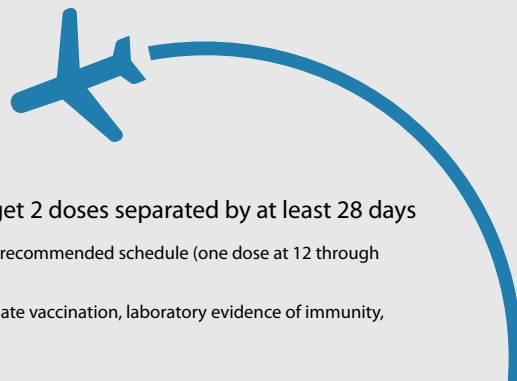 get 2 doses separated by at least 28 days
recommended schedule (one dose at 12 through
ate vaccination, laboratory evidence of immunity,